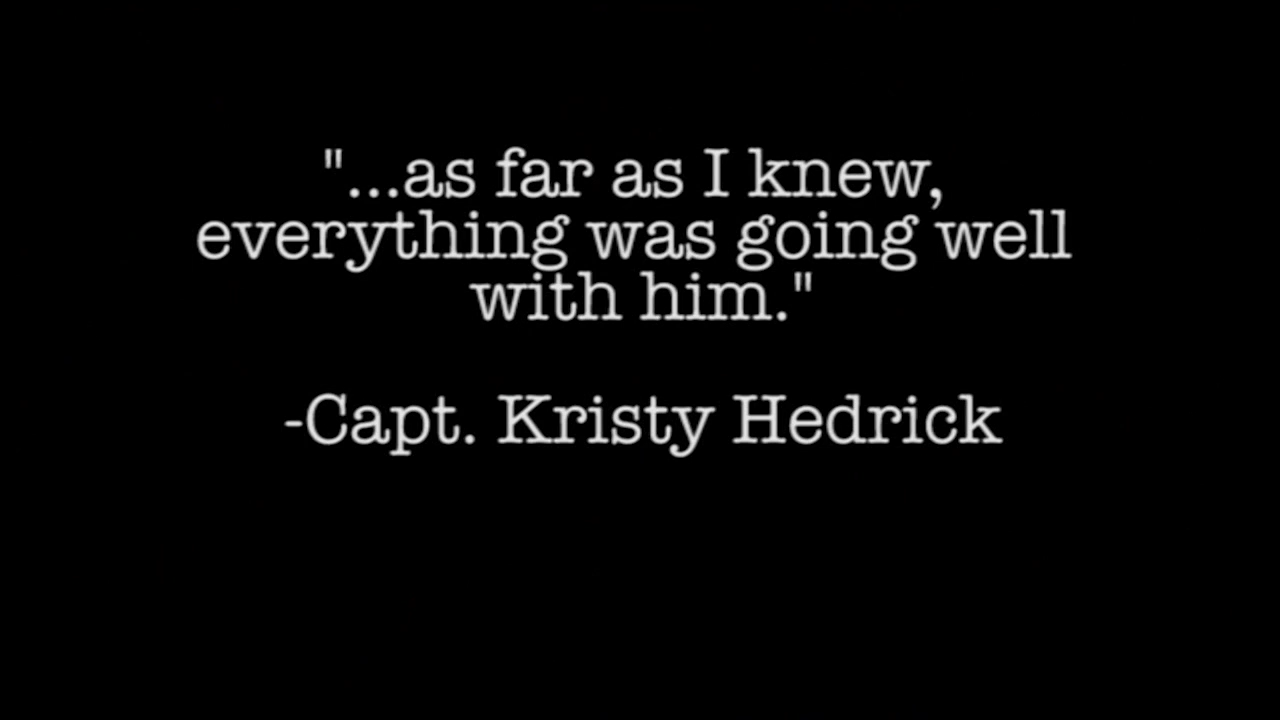 "...as far as I knew,
everything was going well
with him."
-Capt. Kristy Hedrick